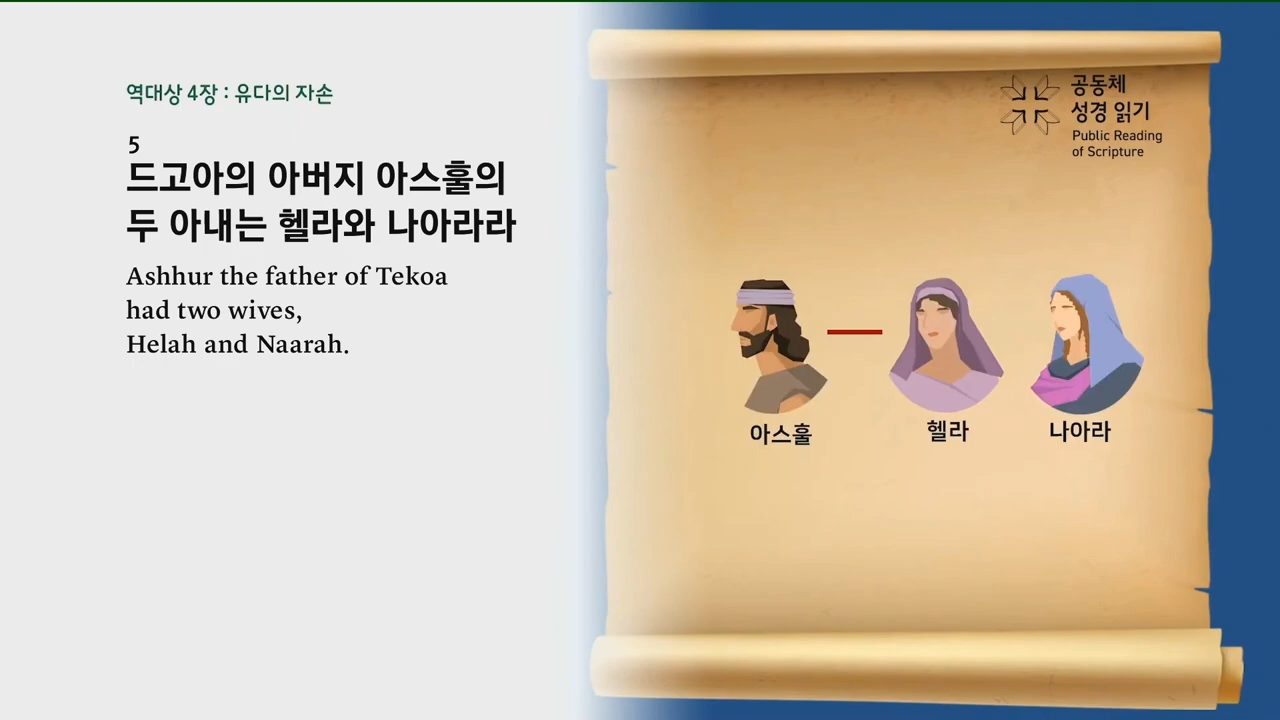 역대상 4장 : 유다의 자손
5
드고아의 아버지 아스훌의
두 아내는 헬라와 나아라라
Ashhur the father of Tekoa
had two wives,
Helah and Naarah.
공동체
성경 읽기
Public Reading
of Scripture
아스훌
헬라
나아라